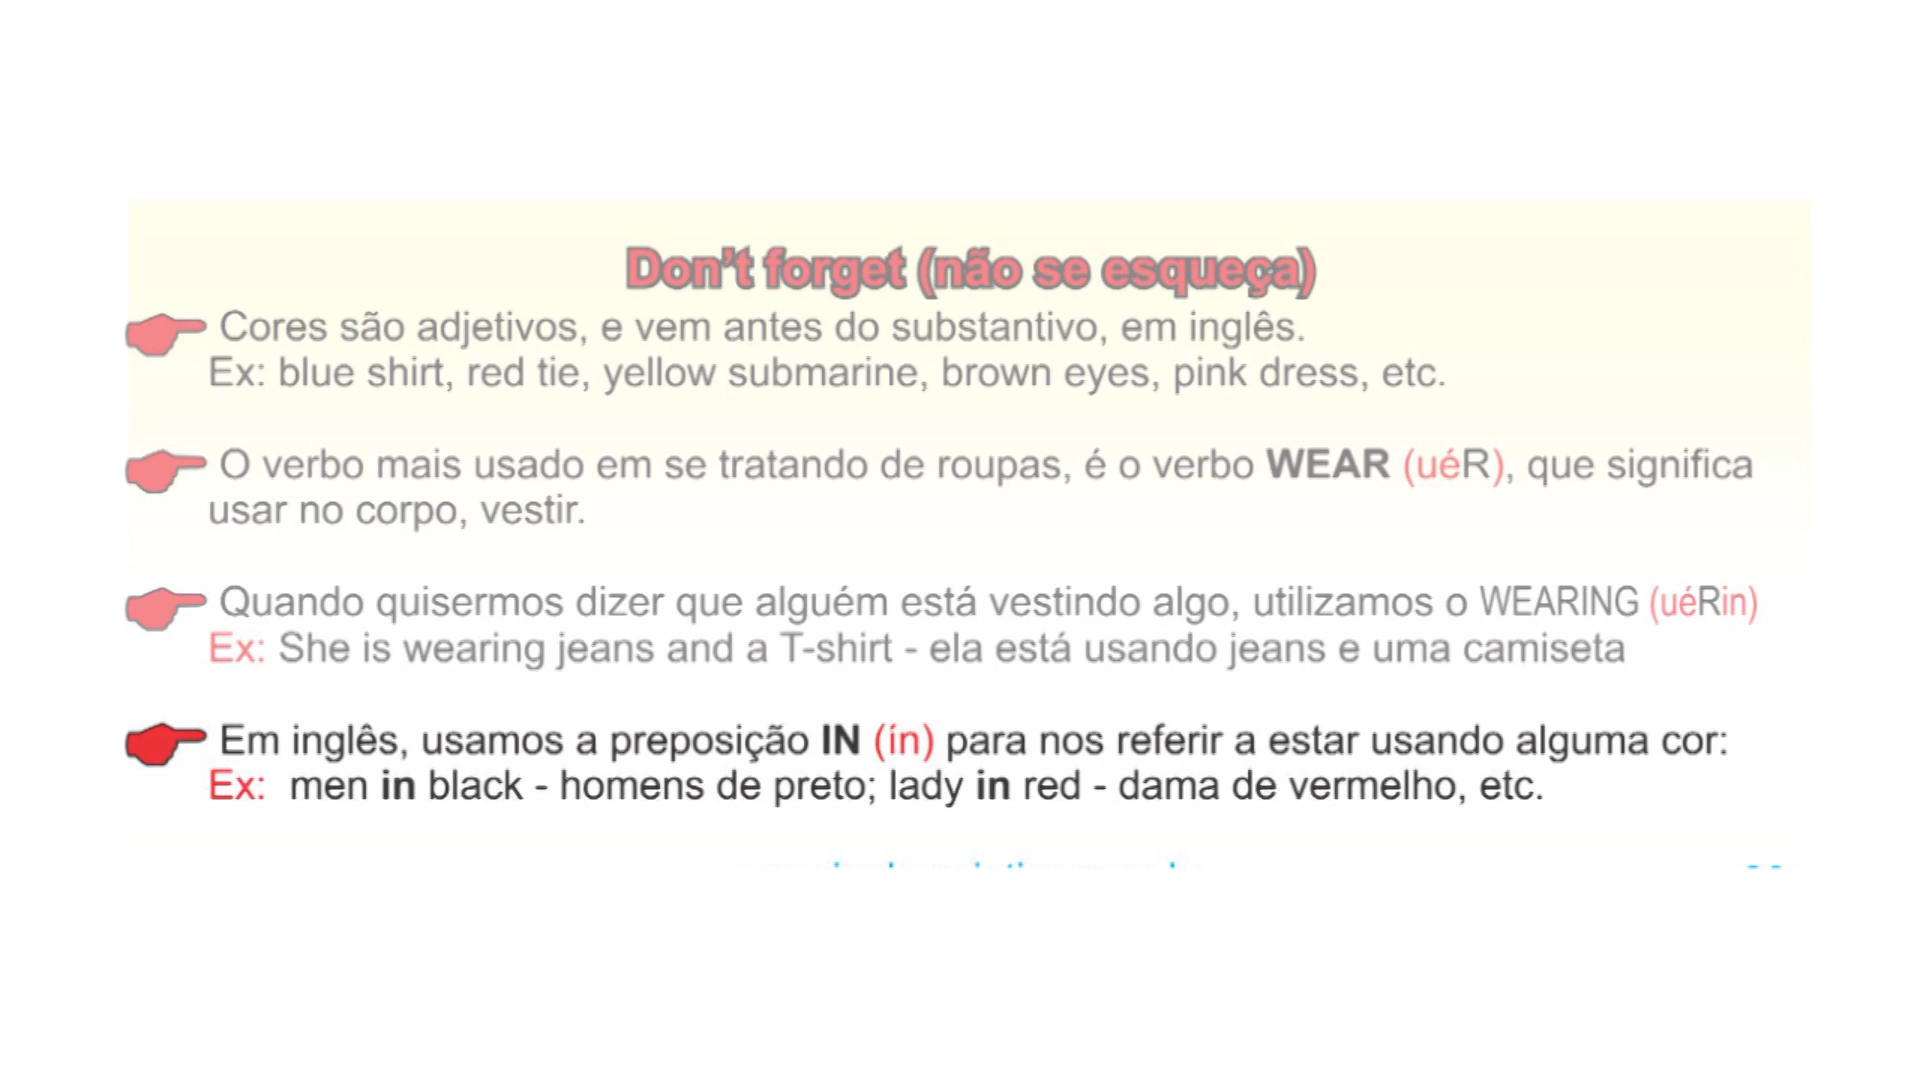 Don't forget (não se esqueça)
Cores são adjetivos, e vem antes do substantivo, em inglês.
Ex: blue shirt, red tie, yellow submarine, brown eyes, pink dress, etc.
O verbo mais usado em se tratando de roupas, é o verbo WEAR (uéR), que significa
usar no corpo, vestir.
Quando quisermos dizer que alguém está vestindo algo, utilizamos o WEARING (uéRin)
Ex: She is wearing jeans and a T-shirt - ela está usando jeans e uma camiseta
Em inglês, usamos a preposição IN (ín) para nos referir a estar usando alguma cor:
Ex: men in black - homens de preto; lady in red - dama de vermelho, etc.